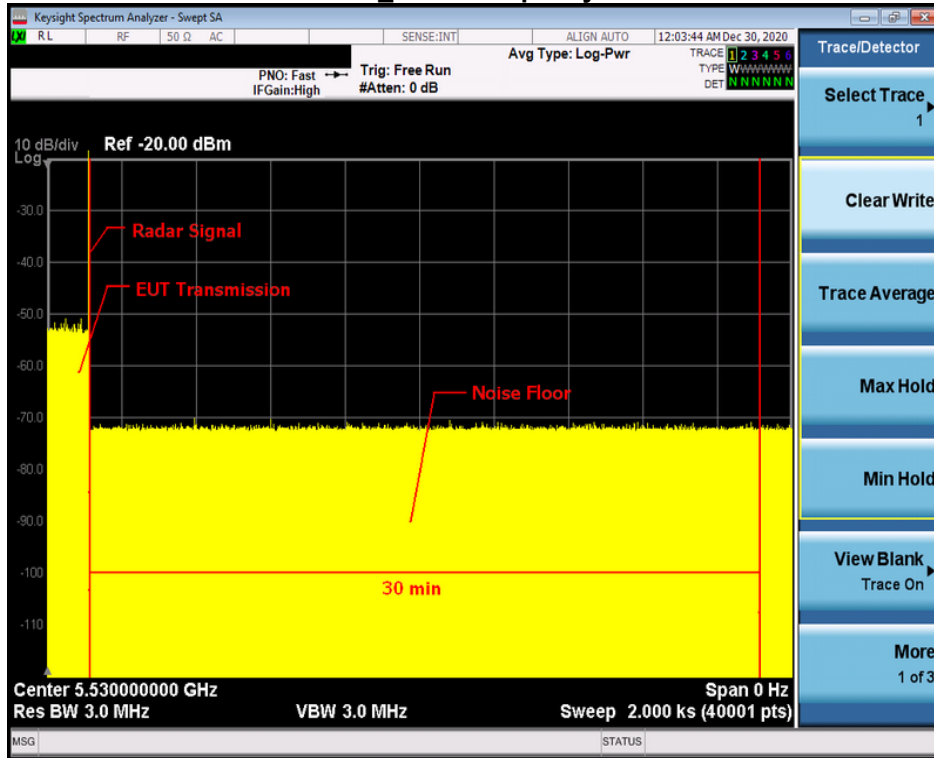 Keysight Spectrum Analyzer - Swept SA
LXI RL RF 50 Ω AC SENSE:INT ALIGN AUTO 12:03:44 AM Dec 30, 2020
Avg Type: Log-Pwr
TRACE 1 2 3 4 5 6
TYPE W W W W W W
DET N N N N N N
PNO: Fast
IFGain:High
Trig: Free Run
#Atten: 0 dB
10 dB/div Ref -20.00 dBm
Log
-30.0
-40.0
-50.0
-60.0
-70.0
-80.0
-90.0
-100
-110
Radar Signal
EUT Transmission
Noise Floor
30 min
Center 5.530000000 GHz Span 0 Hz
Res BW 3.0 MHz VBW 3.0 MHz Sweep 2.000 ks (40001 pts)
MSG STATUS
Trace/Detector
Select Trace
1
Clear Write
Trace Average
Max Hold
Min Hold
View Blank
Trace On
More
1 of 3